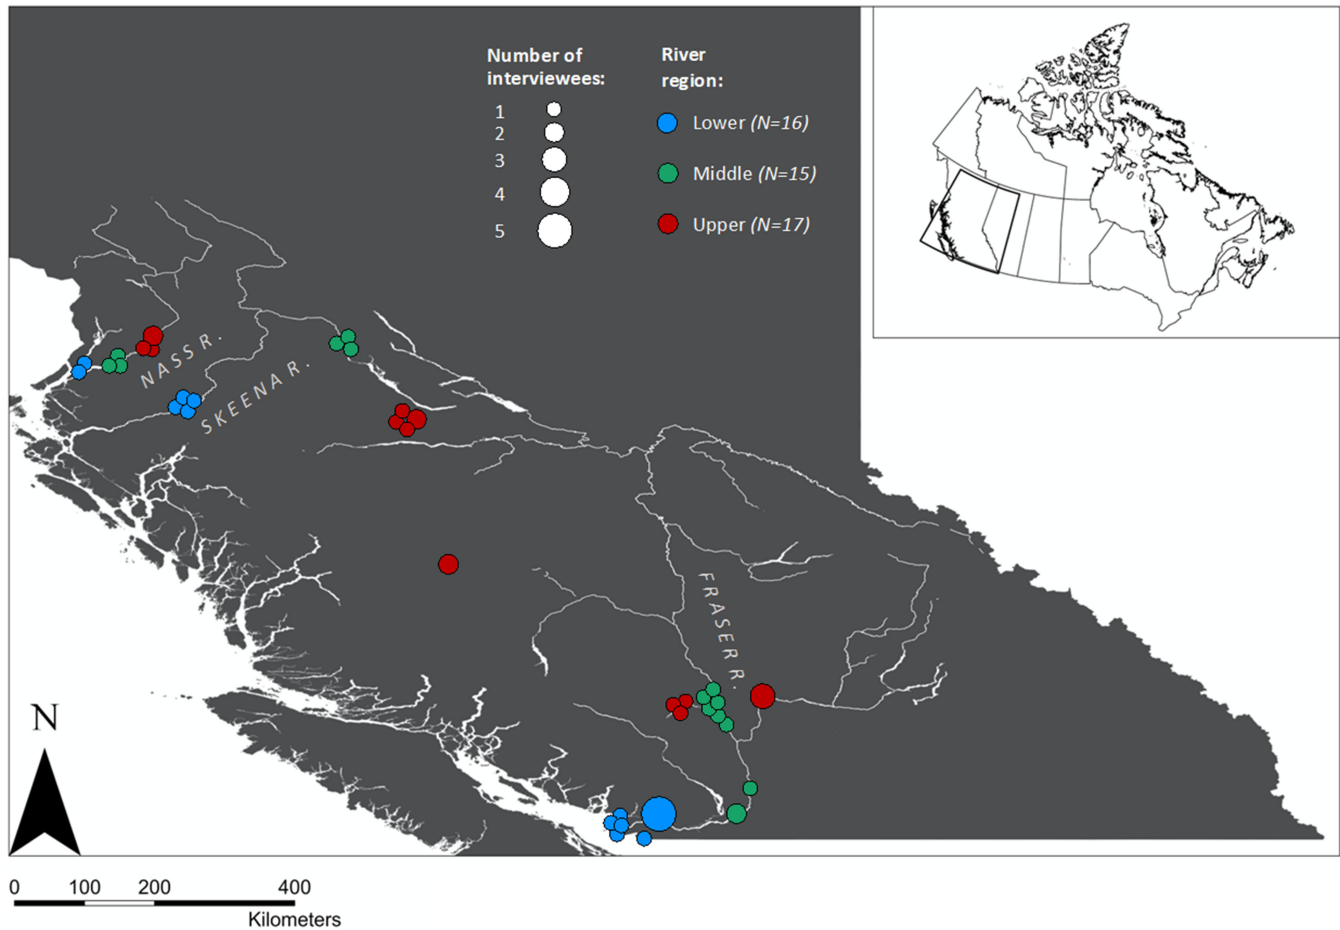 Number of
interviewees:
1
2
3
4
5
River
region:
Lower (N=16)
Middle (N=15)
Upper (N=17)
NASS R.
SKEENA R.
FRASER R.
N
0 100 200 400
Kilometers